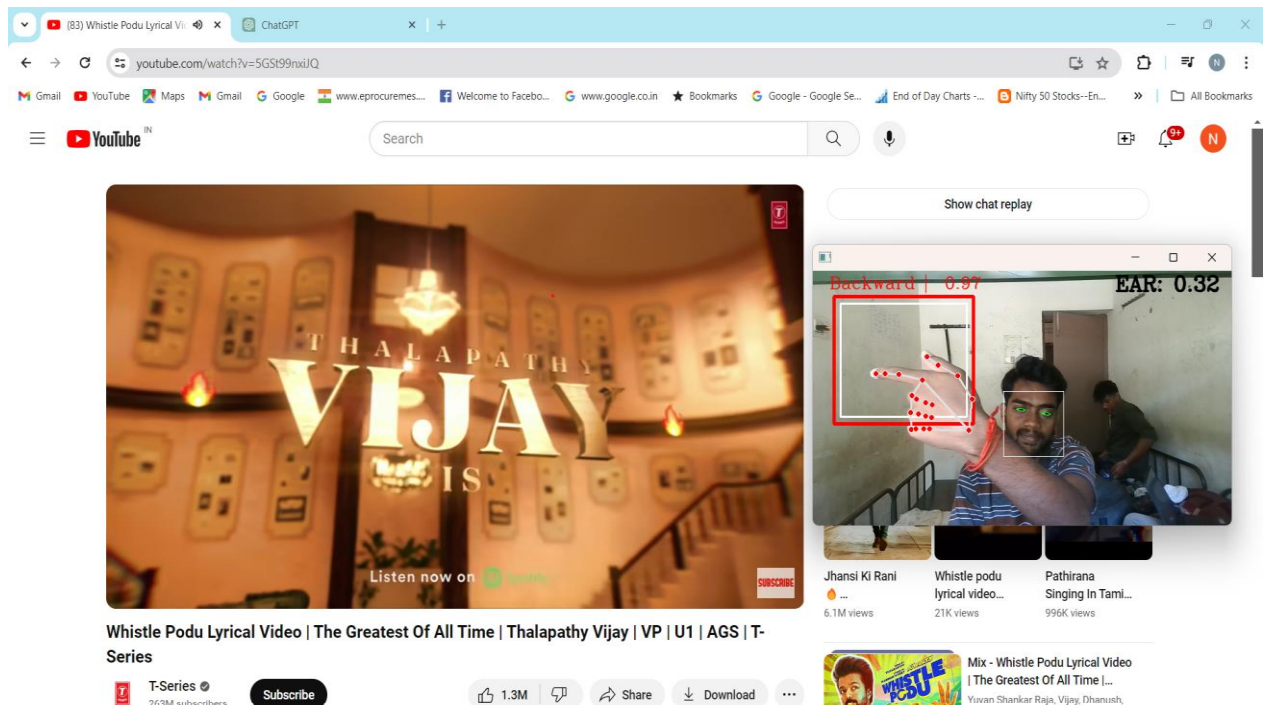 (83) Whistle Podu Lyrical Vi
ChatGPT
youtube.com/watch?v=5GSt99nxiJQ
N
Gmail
YouTube
Maps
Gmail
Google
www.eprocuremes....
Welcome to Facebo...
www.google.co.in
Bookmarks
Google - Google Se...
End of Day Charts -...
Nifty 50 Stocks--En...
»
All Bookmarks
YouTube IN
Search
9+
N
THALAPATHY
VIJAY
IS
Listen now on
SUBSCRIBE
Show chat replay
Backward | 0.97
EAR: 0.32
Whistle Podu Lyrical Video | The Greatest Of All Time | Thalapathy Vijay | VP | U1 | AGS | T-
Series
T-Series
263M subscribers
Subscribe
1.3M
Share
Download
Jhansi Ki Rani
...
6.1M views
Whistle podu
lyrical video...
21K views
Pathirana
Singing In Tami...
996K views
WHISTLE
PODU
Mix - Whistle Podu Lyrical Video
| The Greatest Of All Time |...
Yuvan Shankar Raja, Vijay, Dhanush,